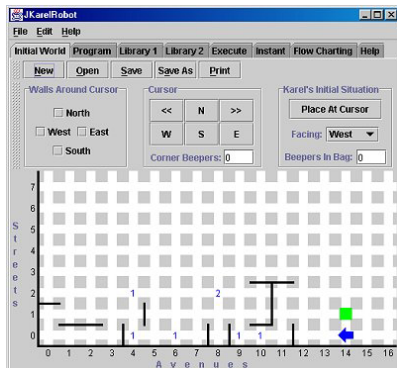 JKarelRobot
File Edit Help
Initial World Program Library 1 Library 2 Execute Instant Flow Charting Help
New Open Save Save As Print
Walls Around Cursor
North
West East
South
Cursor
<< N >>
W S E
Corner Beepers: 0
Karel's Initial Situation
Place At Cursor
Facing: West
Beepers In Bag: 0
Streets
7
6
5
4
3
2 1 2
1
0 1 1 1 1
0 1 2 3 4 5 6 7 8 9 10 11 12 13 14 15 16
Avenues